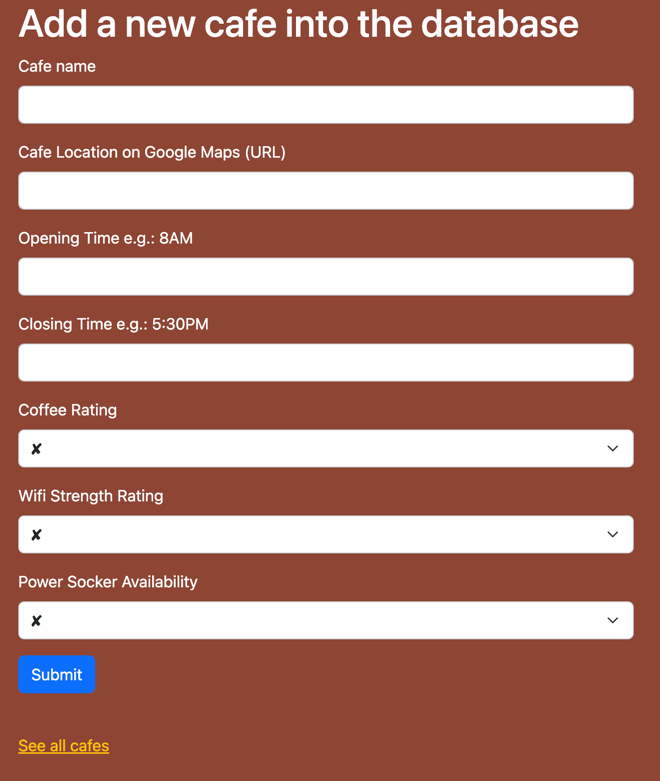 Add a new cafe into the database
Cafe name
Cafe Location on Google Maps (URL)
Opening Time e.g.: 8AM
Closing Time e.g.: 5:30PM
Coffee Rating
✘
Wifi Strength Rating
✘
Power Socker Availability
✘
Submit
See all cafes